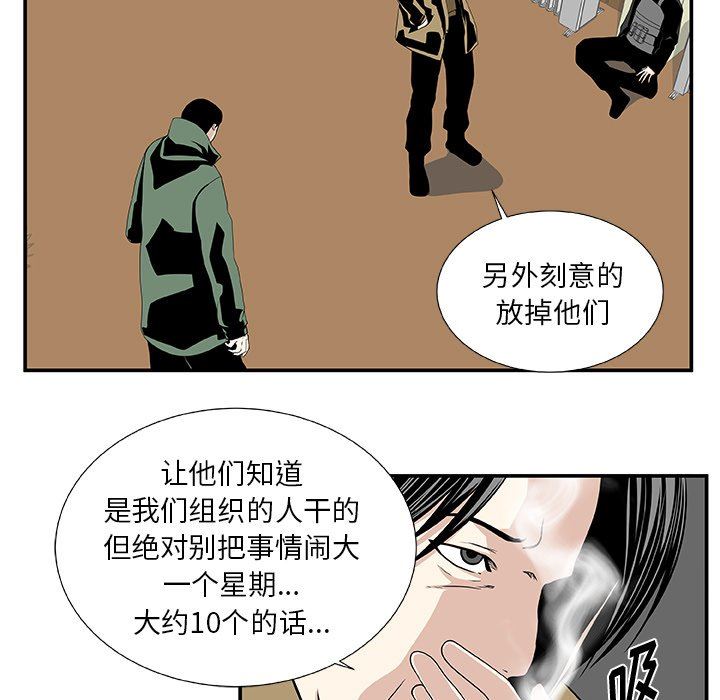 另外刻意的
放掉他们
让他们知道
是我们组织的人干的
但绝对别把事情闹大
一个星期...
大约10个的话...
吸